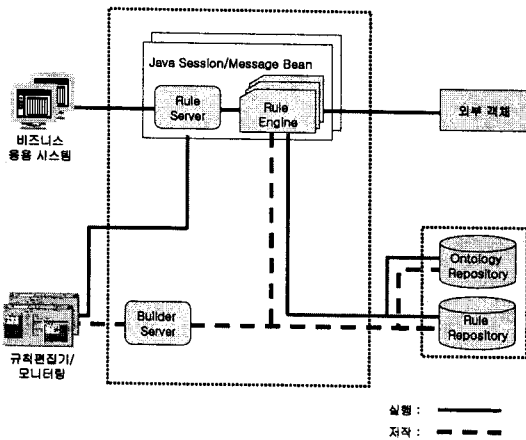 Java Session/Message Bean
Rule
Server
Rule
Engine
외부 객체
비즈니스
응용 시스템
Ontology
Repository
Builder
Server
Rule
Repository
규칙편집기/
모니터링
실행 :
저작 :